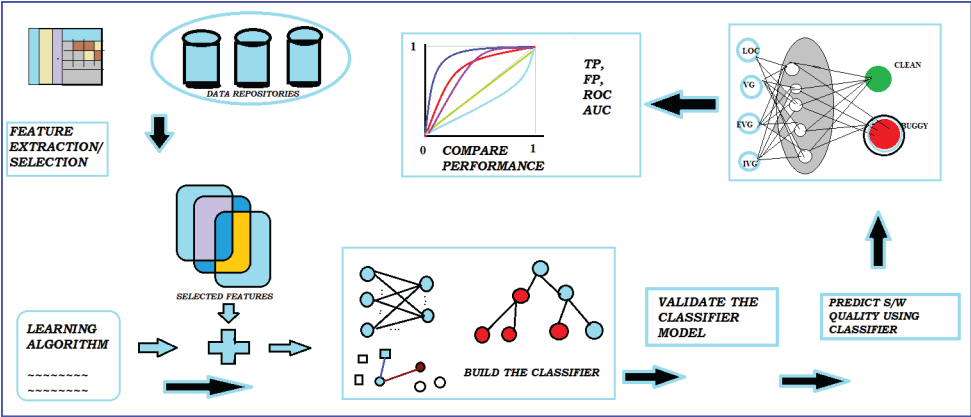 DATA REPOSITORIES
FEATURE
EXTRACTION/
SELECTION
SELECTED FEATURES
LEARNING
ALGORITHM
~~~~~~~~
~~~~~~~~
BUILD THE CLASSIFIER
VALIDATE THE
CLASSIFIER
MODEL
PREDICT S/W
QUALITY USING
CLASSIFIER
LOC
VG
EVG
IVG
CLEAN
BUGGY
1
0
1
COMPARE
PERFORMANCE
TP,
FP,
ROC
AUC